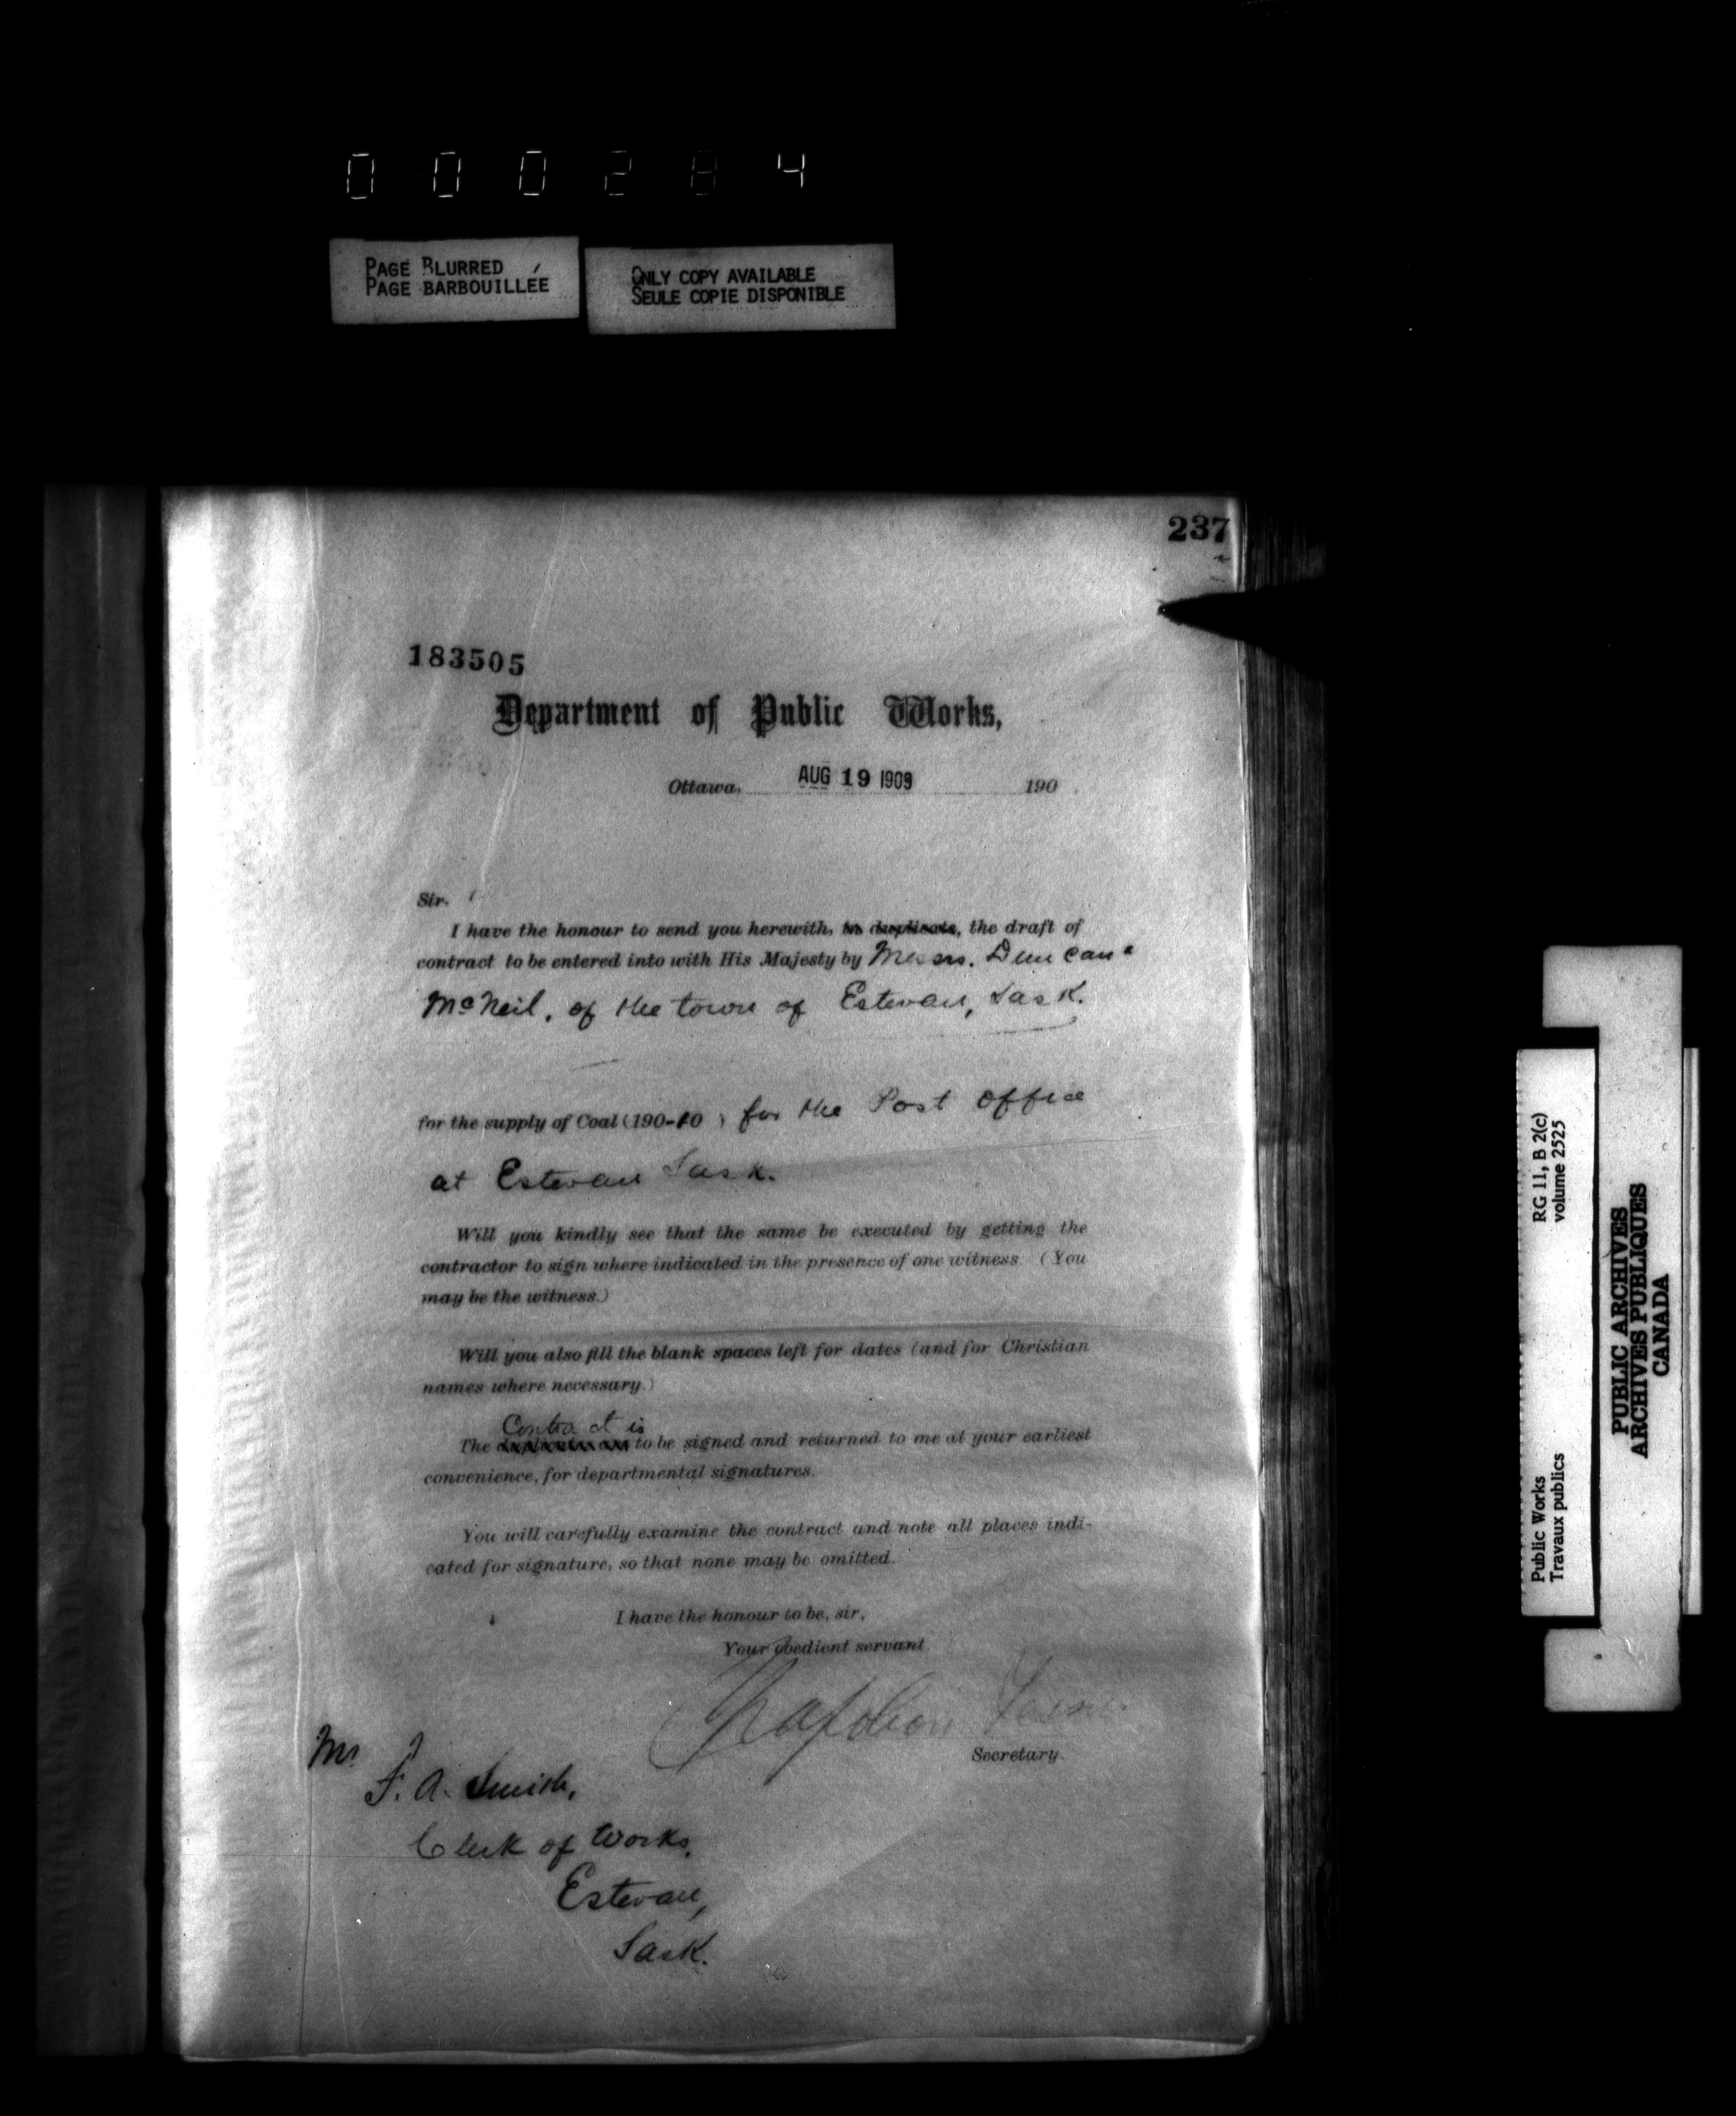 000284
PAGE BLURRED
PAGE BARBOUILLÉE
ONLY COPY AVAILABLE
SEULE COPIE DISPONIBLE
237
183505
Department of Public Works,
Ottawa, AUG 19 1909 190
Sir.
I have the honour to send you herewith, in duplicate, the draft of
contract to be entered into with His Majesty by Messrs. Duncan &
McNeil, of the town of Estevan, Sask.
for the supply of Coal (190-10 ) for the Post Office
at Estevan Sask.
Will you kindly see that the same be executed by getting the
contractor to sign where indicated in the presence of one witness. (You
may be the witness.)
Will you also fill the blank spaces left for dates (and for Christian
names where necessary.)
Contract is
The to be signed and returned to me at your earliest
convenience, for departmental signatures.
You will carefully examine the contract and note all places indi-
cated for signature, so that none may be omitted.
I have the honour to be, sir,
Your obedient servant
Napoléon
Secretary.
Mr
F. A. Smith,
Clerk of Works,
Estevan,
Sask.
Public Works
Travaux publics
RG 11, B 2(c)
volume 2525
PUBLIC ARCHIVES
ARCHIVES PUBLIQUES
CANADA